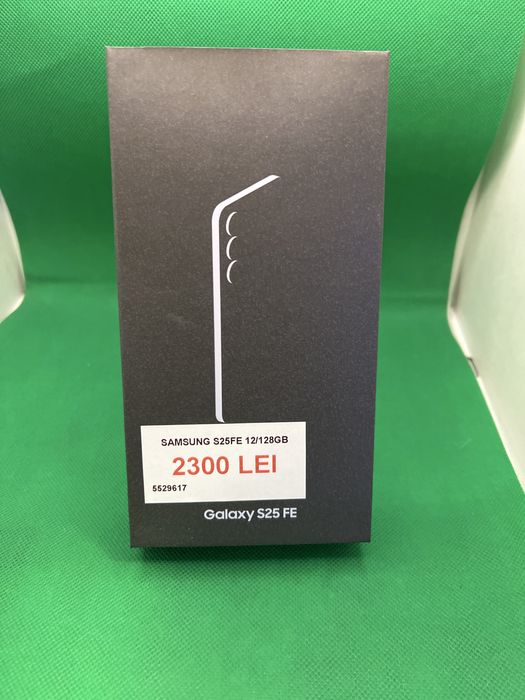 SAMSUNG S25FE 12/128GB
2300 LEI
5529617
Galaxy S25 FE